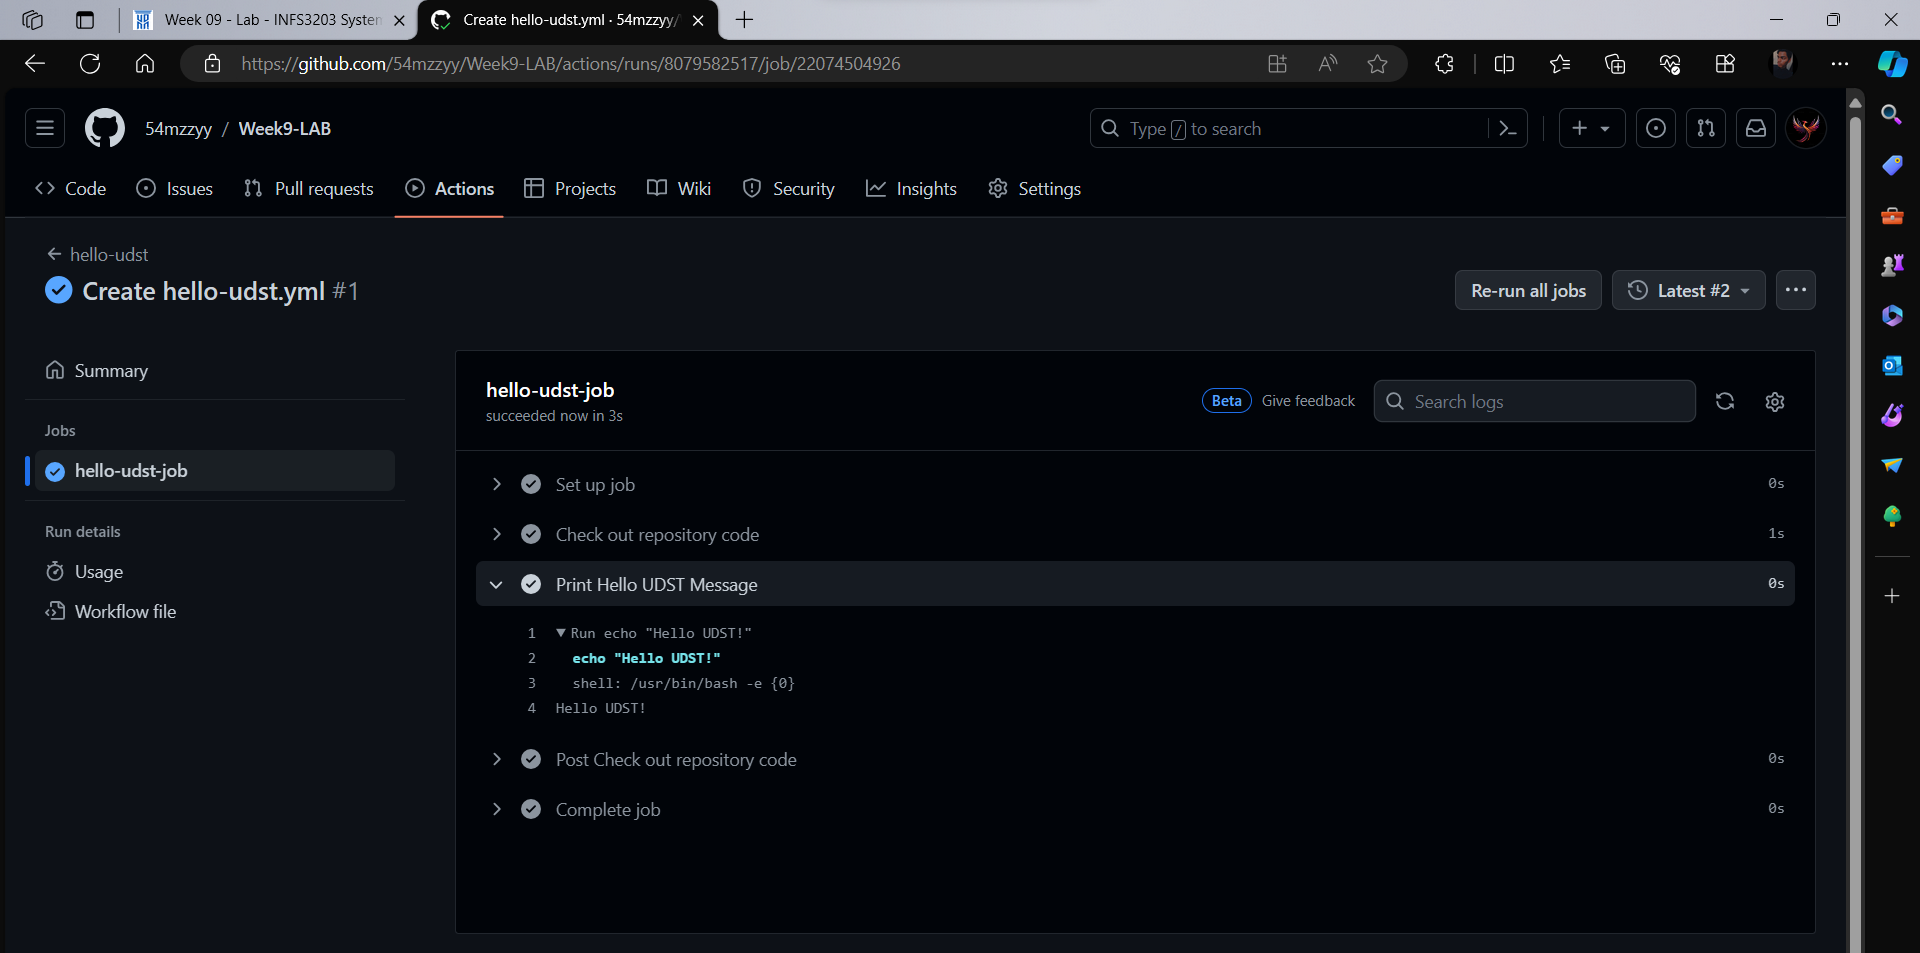 Week 09 - Lab - INFS3203 System
Create hello-udst.yml · 54mzzyy/
https://github.com/54mzzyy/Week9-LAB/actions/runs/8079582517/job/22074504926
54mzzyy / Week9-LAB
Type / to search
Code Issues Pull requests Actions Projects Wiki Security Insights Settings
hello-udst
Create hello-udst.yml #1
Re-run all jobs
Latest #2
Summary
Jobs
hello-udst-job
Run details
Usage
Workflow file
hello-udst-job
succeeded now in 3s
Beta Give feedback
Search logs
Set up job 0s
Check out repository code 1s
Print Hello UDST Message 0s
1 ▼ Run echo "Hello UDST!"
2 echo "Hello UDST!"
3 shell: /usr/bin/bash -e {0}
4 Hello UDST!
Post Check out repository code 0s
Complete job 0s